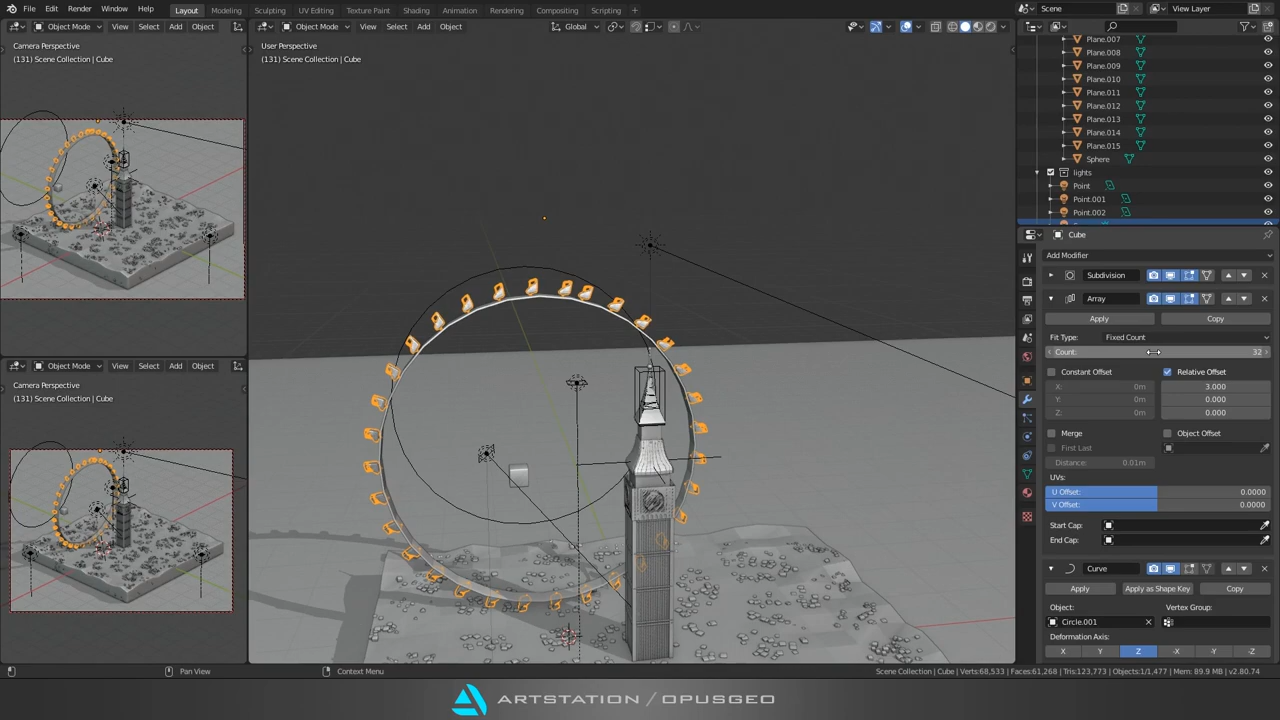 File Edit Render Window Help Layout Modeling Sculpting UV Editing Texture Paint Shading Animation Rendering Compositing Scripting + Scene View Layer
Object Mode View Select Add Object
Object Mode View Select Add Object Global
Camera Perspective
(131) Scene Collection | Cube
User Perspective
(131) Scene Collection | Cube
Object Mode View Select Add Object
Camera Perspective
(131) Scene Collection | Cube
Plane.007
Plane.008
Plane.009
Plane.010
Plane.011
Plane.012
Plane.013
Plane.014
Plane.015
Sphere
lights
Point
Point.001
Point.002
Cube
Add Modifier
Subdivision
Array
Apply Copy
Fit Type: Fixed Count
Count: 32
Constant Offset Relative Offset
X: 0m 3.000
Y: 0m 0.000
Z: 0m 0.000
Merge Object Offset
First Last
Distance: 0.01m
UVs:
U Offset: 0.0000
V Offset: 0.0000
Start Cap:
End Cap:
Curve
Apply Apply as Shape Key Copy
Object: Vertex Group:
Circle.001
Deformation Axis:
X Y Z -X -Y -Z
Pan View Context Menu Scene Collection | Cube | Verts:68,533 | Faces:61,268 | Tris:123,773 | Objects:1/1,477 | Mem: 89.9 MB | v2.80.74
ARTSTATION / OPUSGEO